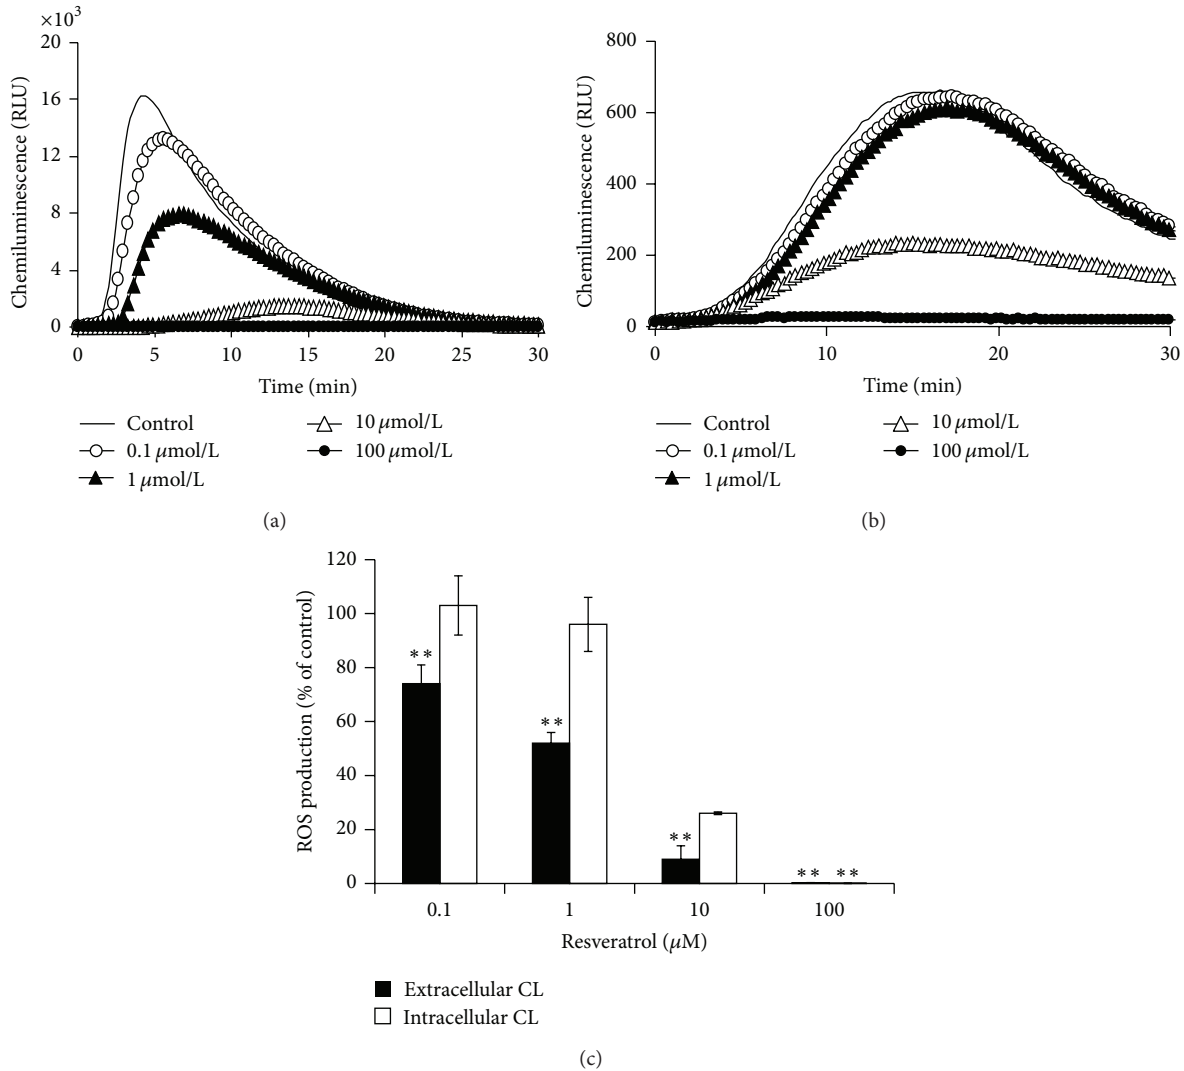 ×10³
20
16
12
8
4
0
Chemiluminescence (RLU)
0 5 10 15 20 25 30
Time (min)
Control
0.1 μmol/L
1 μmol/L
10 μmol/L
100 μmol/L
(a)
800
600
400
200
0
Chemiluminescence (RLU)
0 10 20 30
Time (min)
Control
0.1 μmol/L
1 μmol/L
10 μmol/L
100 μmol/L
(b)
120
100
80
60
40
20
0
ROS production (% of control)
**
**
**
** **
0.1 1 10 100
Resveratrol (μM)
Extracellular CL
Intracellular CL
(c)